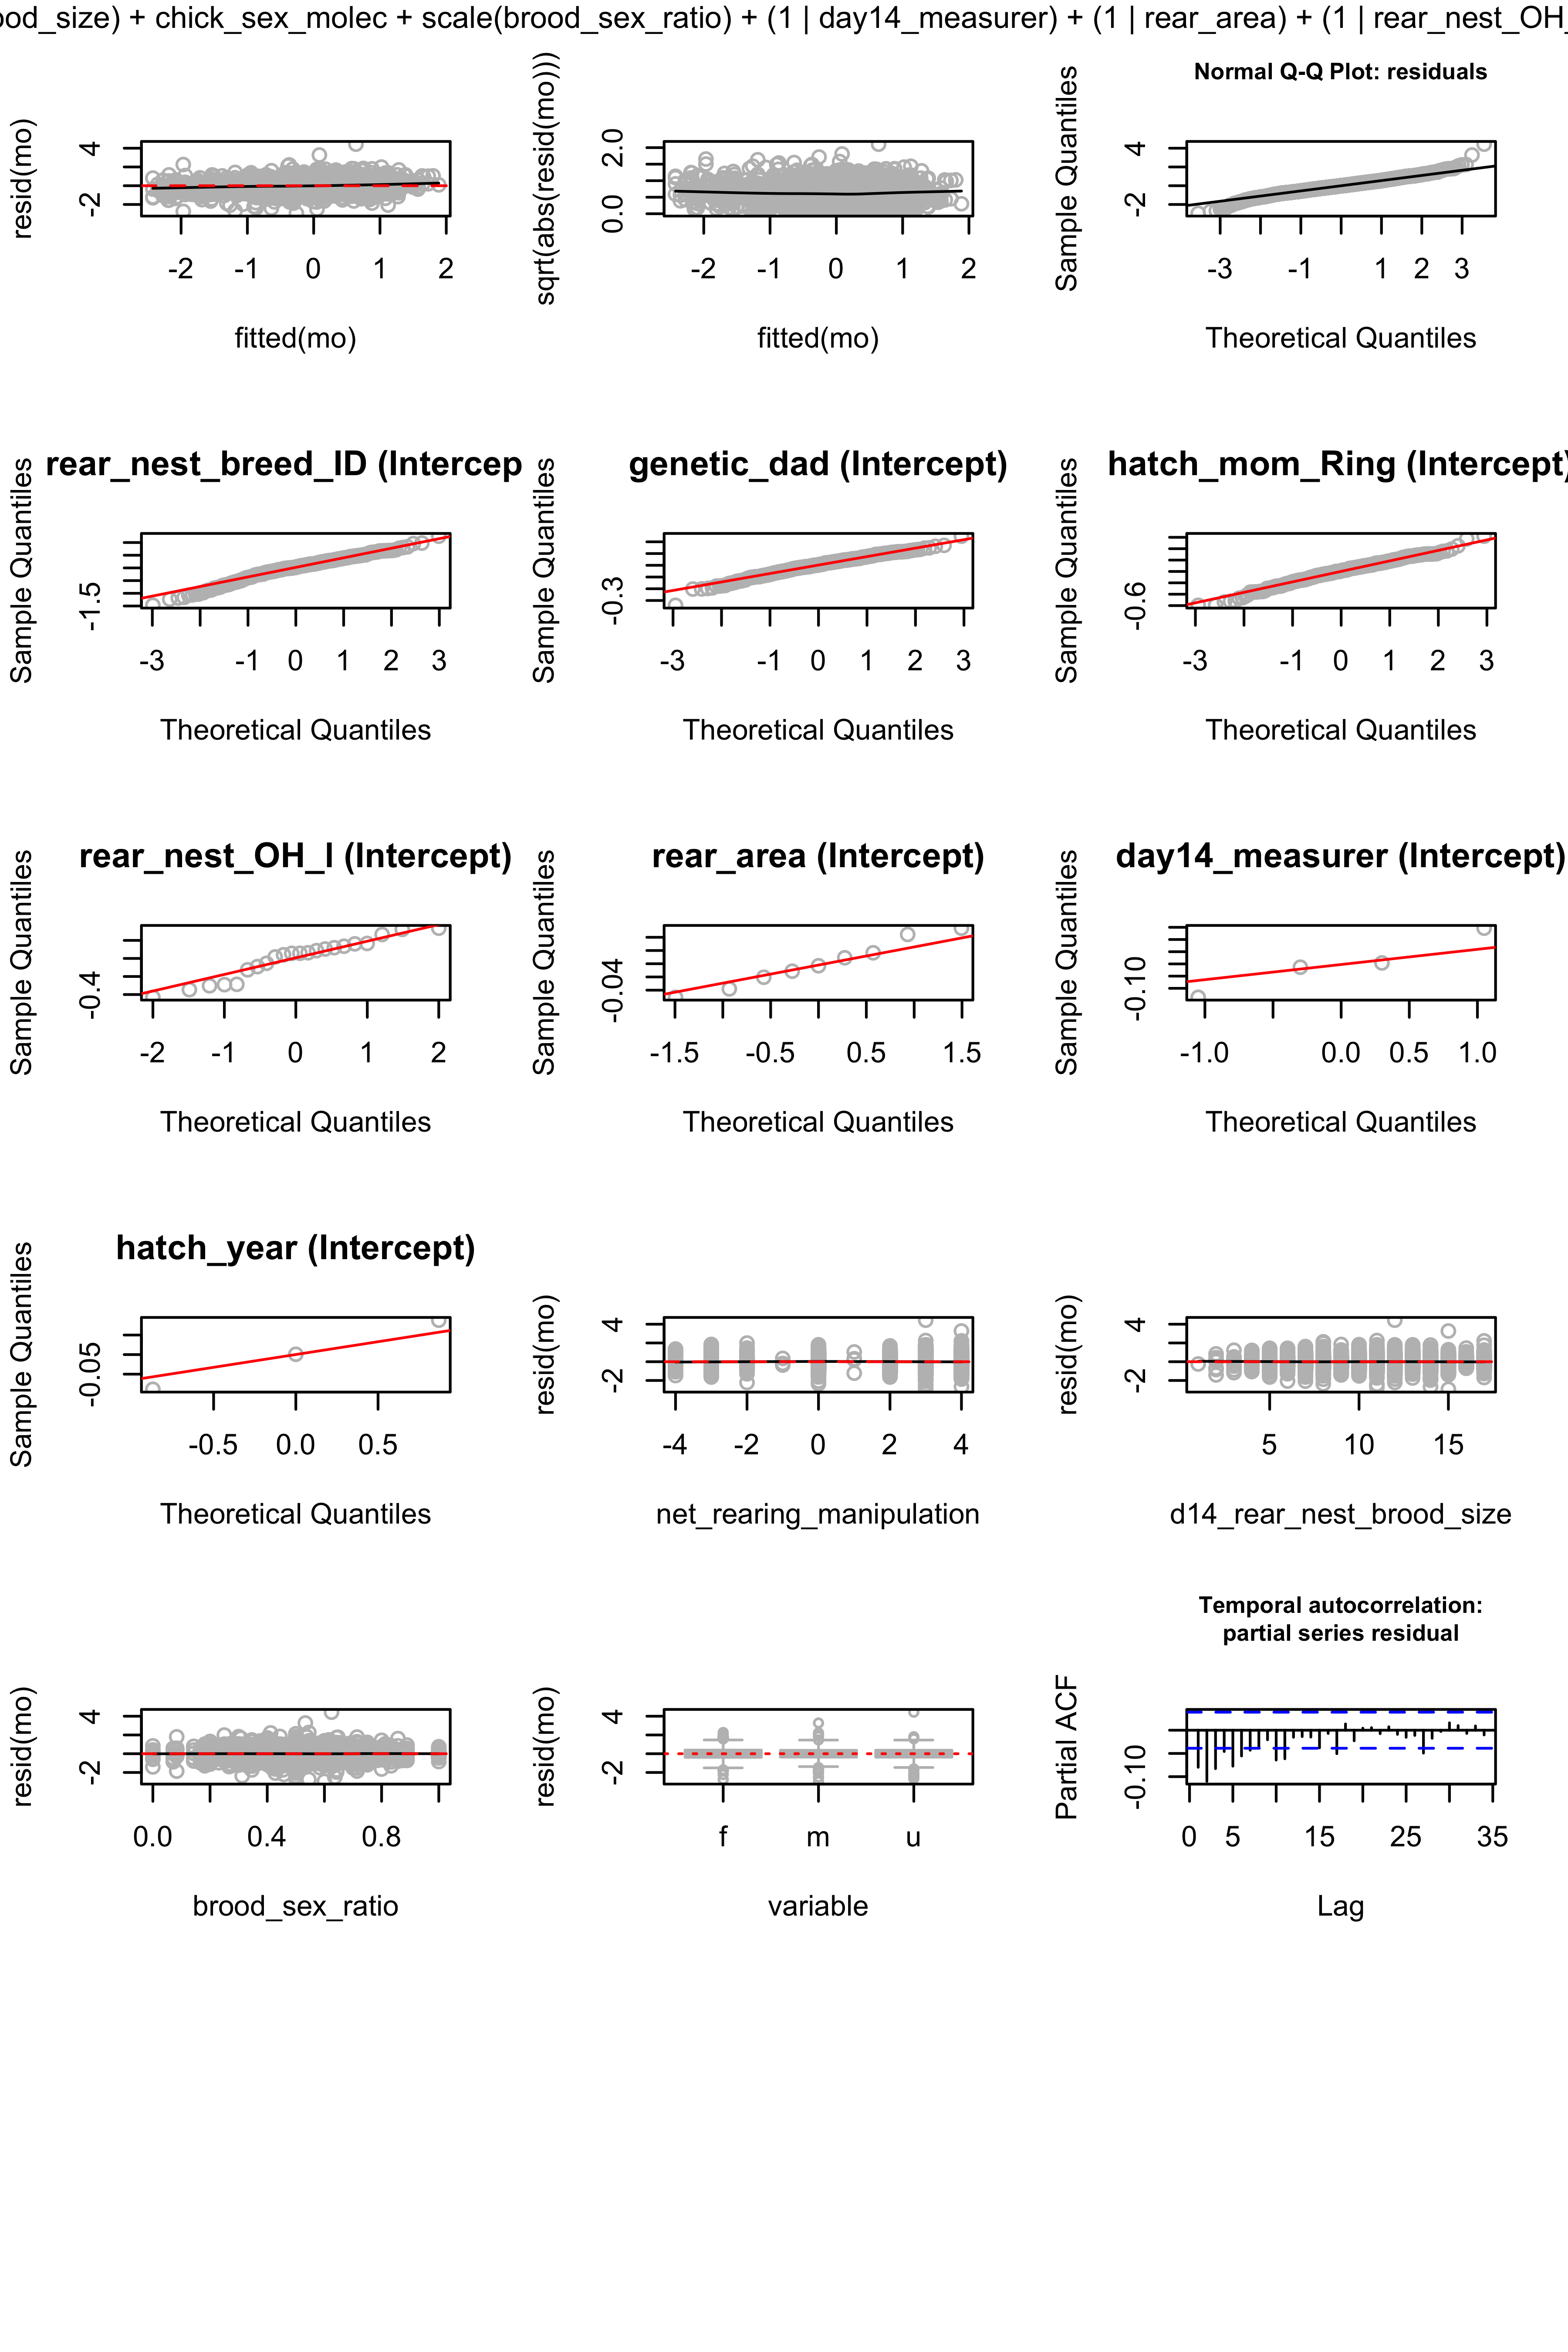 ood_size) + chick_sex_molec + scale(brood_sex_ratio) + (1 | day14_measurer) + (1 | rear_area) + (1 | rear_nest_OH_
resid(mo)
4
-2
-2 -1 0 1 2
fitted(mo)
sqrt(abs(resid(mo)))
2.0
0.0
-2 -1 0 1 2
fitted(mo)
Normal Q-Q Plot: residuals
Sample Quantiles
4
-2
-3 -1 1 2 3
Theoretical Quantiles
rear_nest_breed_ID (Intercep
Sample Quantiles
-1.5
-3 -1 0 1 2 3
Theoretical Quantiles
genetic_dad (Intercept)
Sample Quantiles
-0.3
-3 -1 0 1 2 3
Theoretical Quantiles
hatch_mom_Ring (Intercept)
Sample Quantiles
-0.6
-3 -1 0 1 2 3
Theoretical Quantiles
rear_nest_OH_l (Intercept)
Sample Quantiles
-0.4
-2 -1 0 1 2
Theoretical Quantiles
rear_area (Intercept)
Sample Quantiles
-0.04
-1.5 -0.5 0.5 1.5
Theoretical Quantiles
day14_measurer (Intercept)
Sample Quantiles
-0.10
-1.0 0.0 0.5 1.0
Theoretical Quantiles
hatch_year (Intercept)
Sample Quantiles
-0.05
-0.5 0.0 0.5
Theoretical Quantiles
resid(mo)
4
-2
-4 -2 0 2 4
net_rearing_manipulation
resid(mo)
4
-2
5 10 15
d14_rear_nest_brood_size
resid(mo)
4
-2
0.0 0.4 0.8
brood_sex_ratio
resid(mo)
4
-2
f m u
variable
Temporal autocorrelation:
partial series residual
Partial ACF
-0.10
0 5 15 25 35
Lag